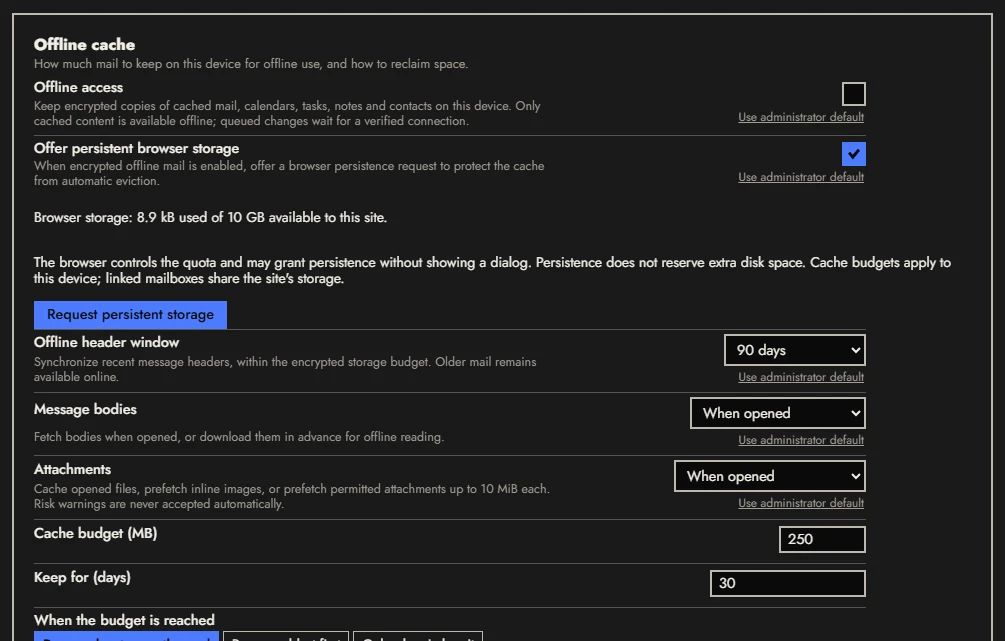 Offline cache
How much mail to keep on this device for offline use, and how to reclaim space.
Offline access
Keep encrypted copies of cached mail, calendars, tasks, notes and contacts on this device. Only
cached content is available offline; queued changes wait for a verified connection.
Use administrator default
Offer persistent browser storage
When encrypted offline mail is enabled, offer a browser persistence request to protect the cache
from automatic eviction.
Use administrator default
Browser storage: 8.9 kB used of 10 GB available to this site.
The browser controls the quota and may grant persistence without showing a dialog. Persistence does not reserve extra disk space. Cache budgets apply to
this device; linked mailboxes share the site's storage.
Request persistent storage
Offline header window
90 days
Synchronize recent message headers, within the encrypted storage budget. Older mail remains
available online.
Use administrator default
Message bodies
When opened
Fetch bodies when opened, or download them in advance for offline reading.
Use administrator default
Attachments
When opened
Cache opened files, prefetch inline images, or prefetch permitted attachments up to 10 MiB each.
Risk warnings are never accepted automatically.
Use administrator default
Cache budget (MB)
250
Keep for (days)
30
When the budget is reached